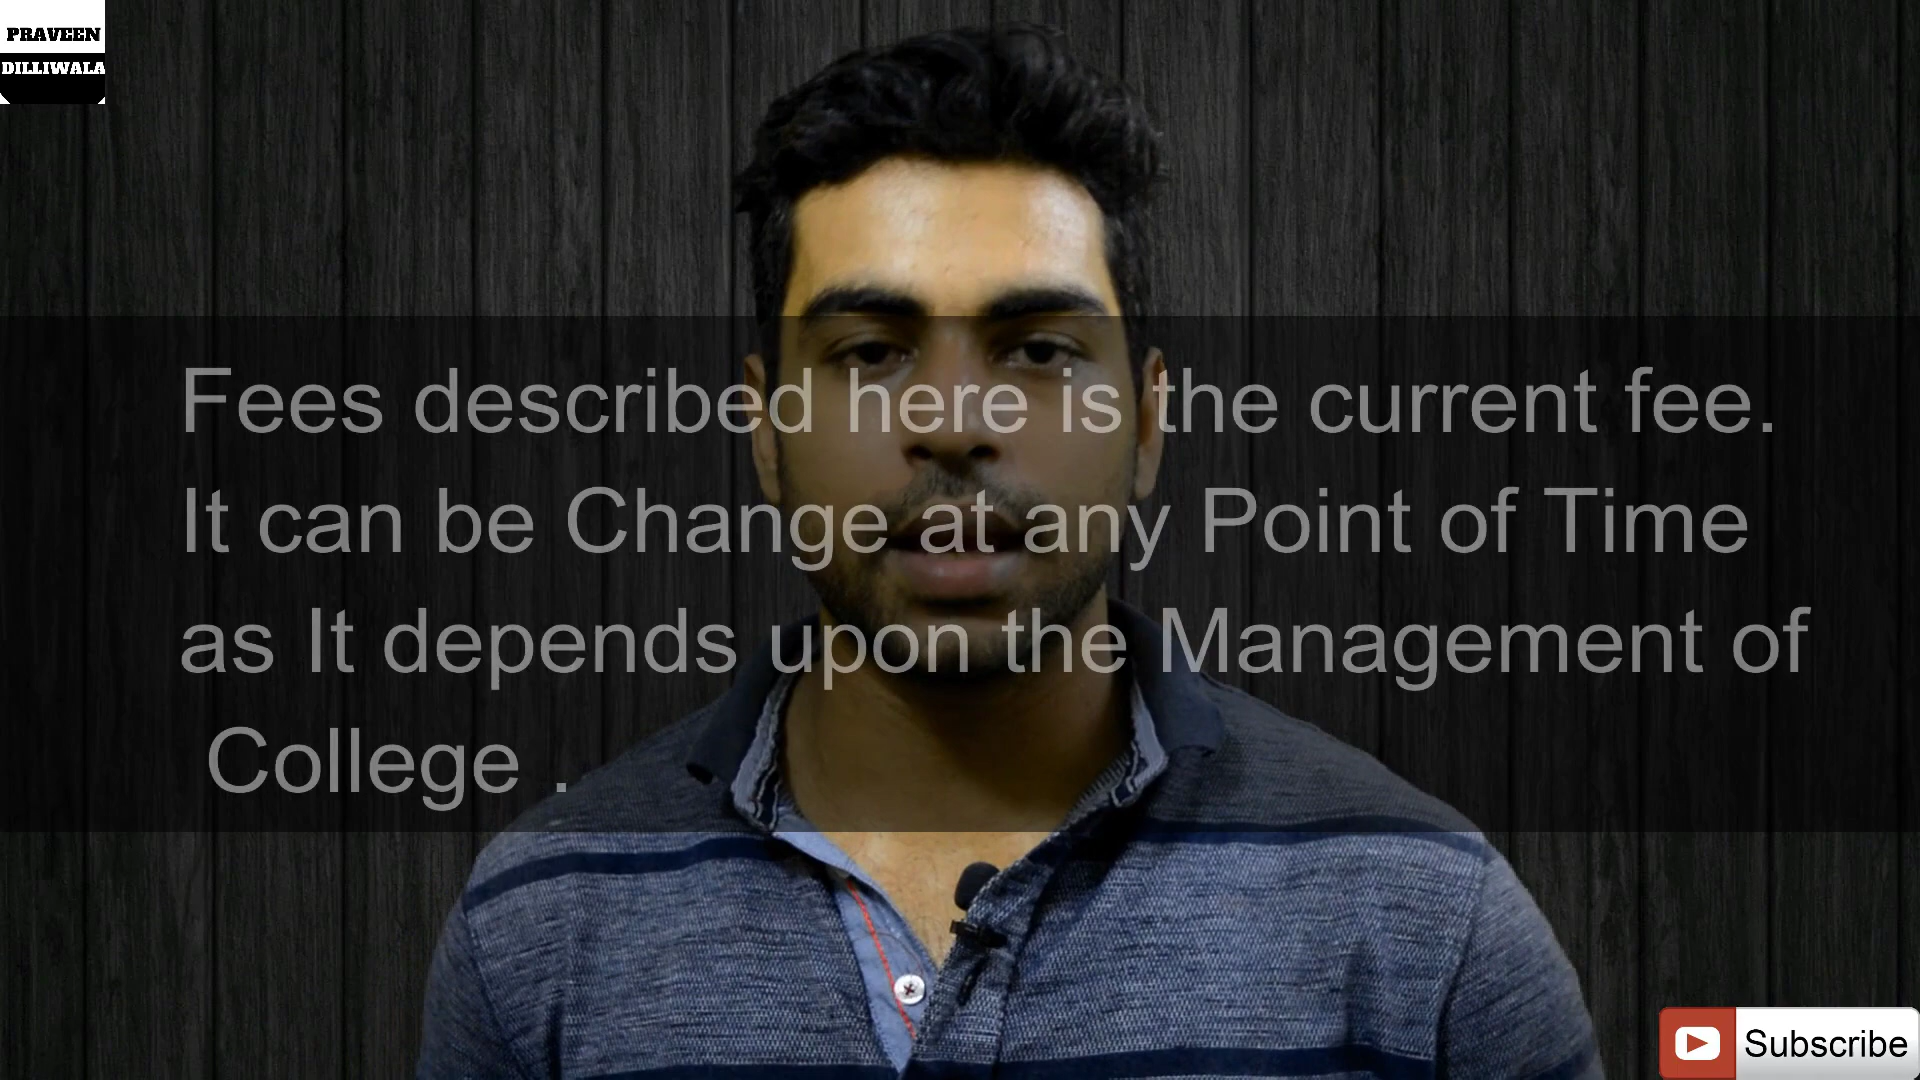 PRAVEEN
DILLIWALA
Fees described here is the current fee.
It can be Change at any Point of Time
as It depends upon the Management of
College .
Subscribe